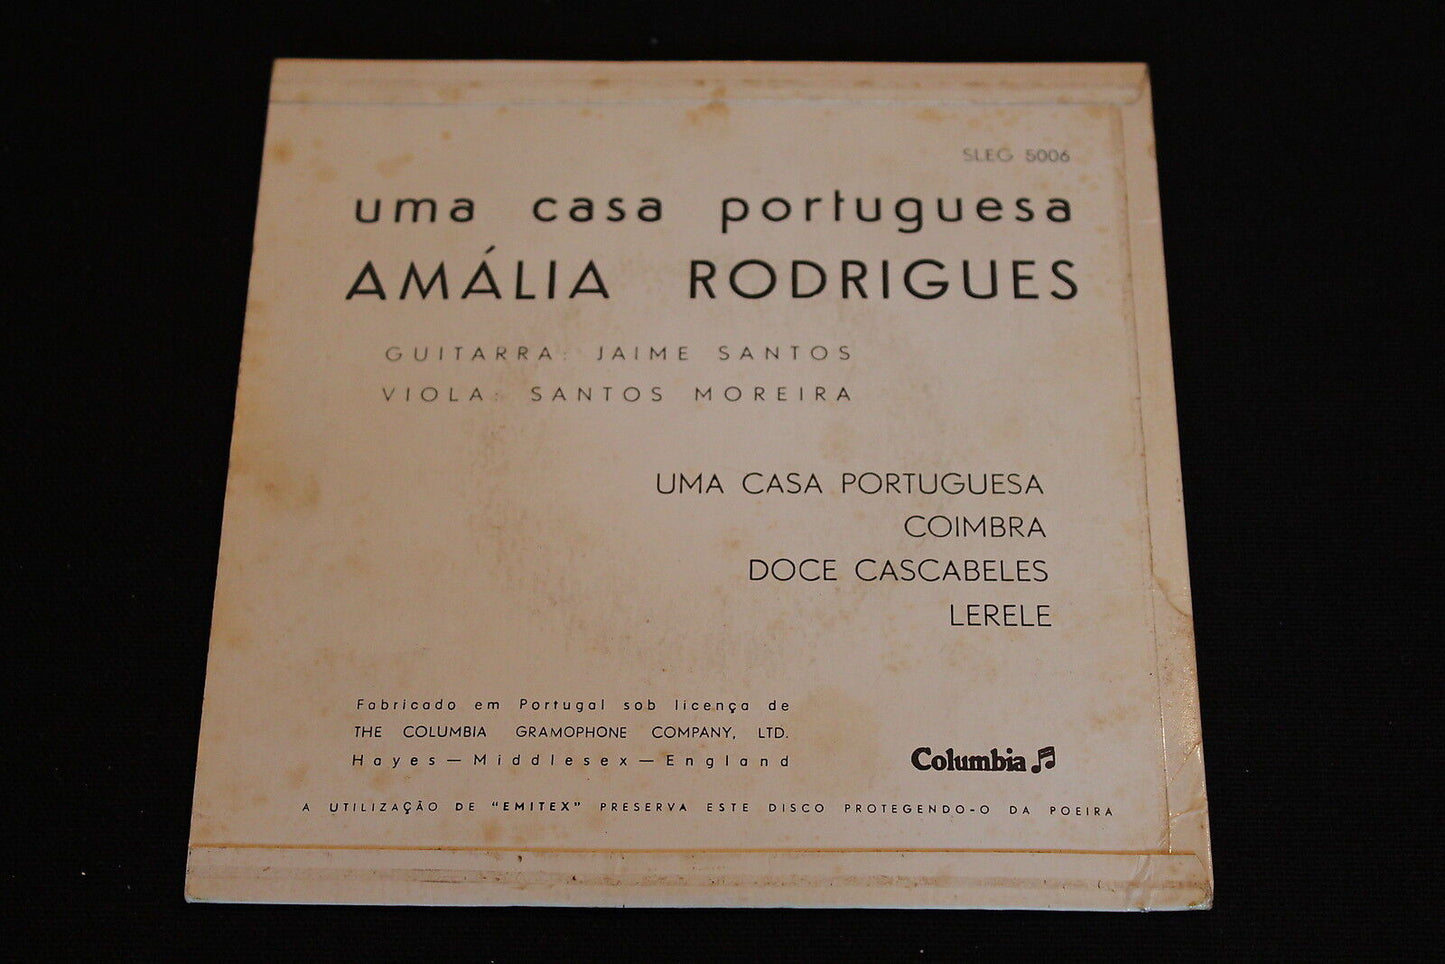 SLEG 5006
uma casa portuguesa
AMÁLIA RODRIGUES
GUITARRA: JAIME SANTOS
VIOLA: SANTOS MOREIRA
UMA CASA PORTUGUESA
COIMBRA
DOCE CASCABELES
LERELE
Fabricado em Portugal sob licença de
THE COLUMBIA GRAMOPHONE COMPANY, LTD.
Hayes — Middlesex — England
Columbia
A UTILIZAÇÃO DE "EMITEX" PRESERVA ESTE DISCO PROTEGENDO-O DA POEIRA